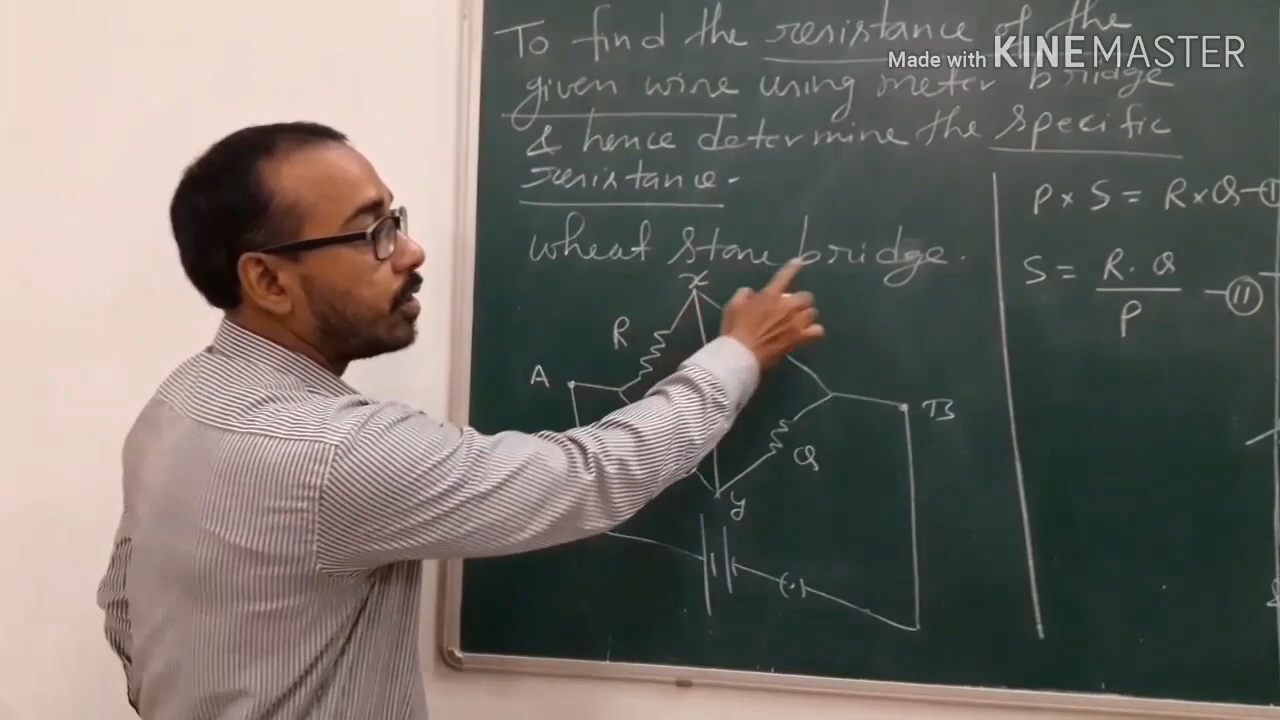 To find the resistance of the
Made with KINEMASTER
given wire using meter bridge
& hence determine the specific
resistance.
wheat stone bridge.
x
R
A
B
Q
y
P x S = R x Q - (I
S = R. Q / P - (II)